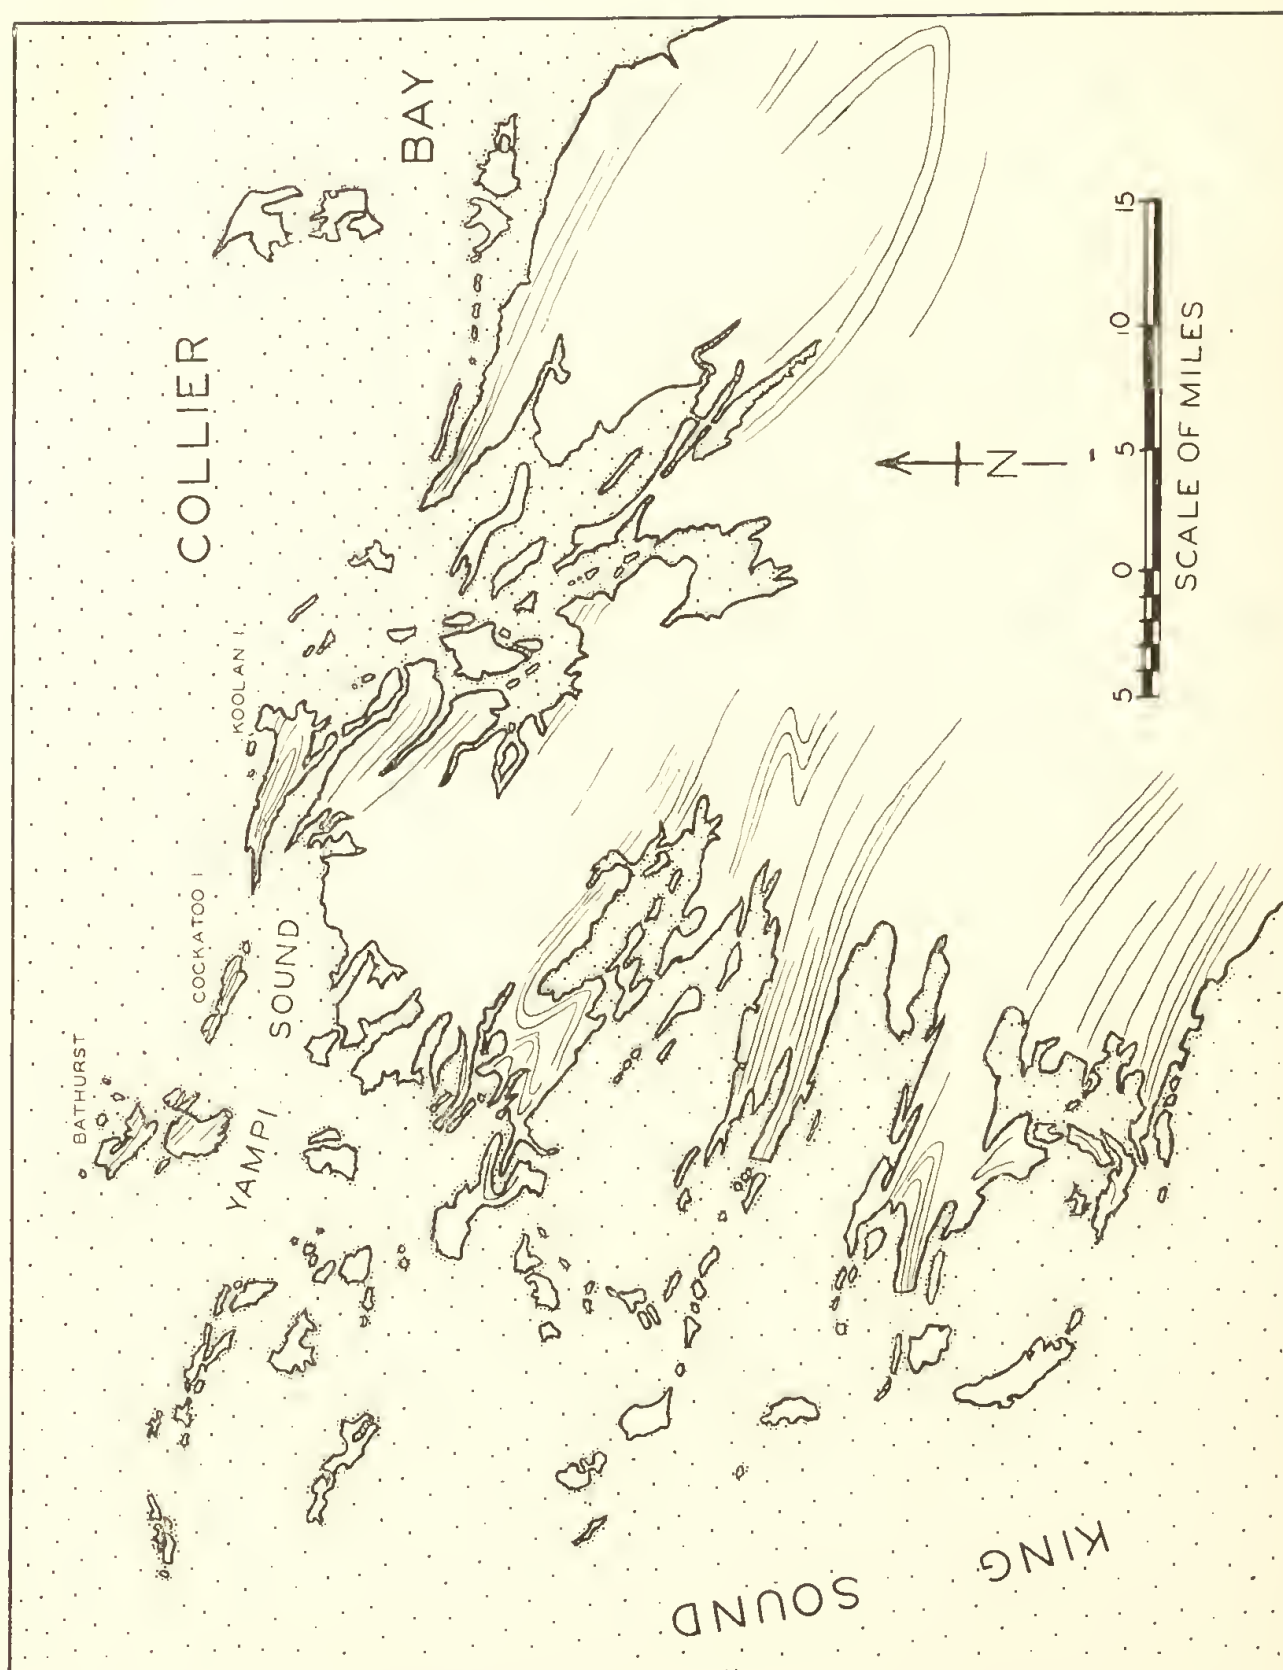 COLLIER
BAY
KOOLAN I.
COCKATOO I
BATHURST
YAMPI
SOUND
KING
SOUND
N
5 0 5 10 15
SCALE OF MILES